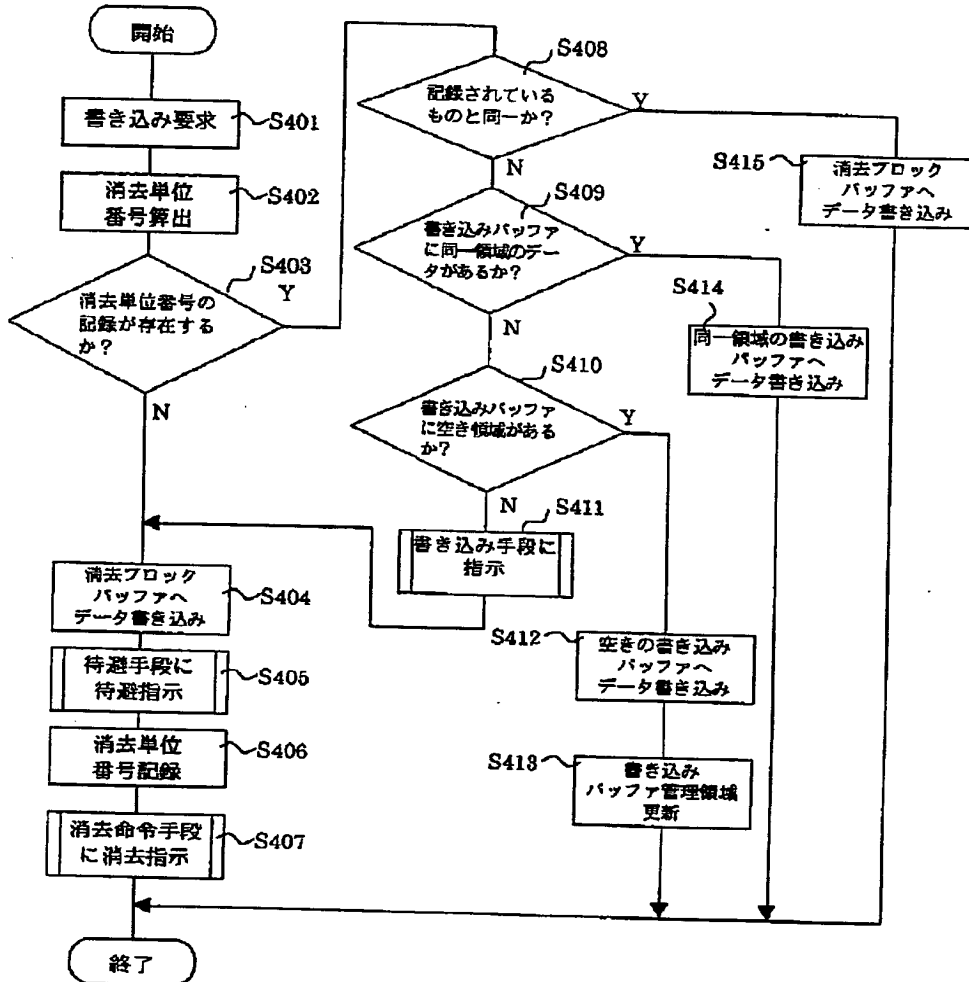 開始
書き込み要求
S401
消去単位
番号算出
S402
消去単位番号の
記録が存在する
か?
S403
Y
N
消去ブロック
バッファへ
データ書き込み
S404
待避手段に
待避指示
S405
消去単位
番号記録
S406
消去命令手段
に消去指示
S407
終了
記録されている
ものと同一か?
S408
Y
N
書き込みバッファ
に同一領域のデー
タがあるか?
S409
Y
N
書き込みバッファ
に空き領域がある
か?
S410
Y
N
書き込み手段に
指示
S411
空きの書き込み
バッファへ
データ書き込み
S412
書き込み
バッファ管理領域
更新
S413
同一領域の書き込み
バッファへ
データ書き込み
S414
消去ブロック
バッファへ
データ書き込み
S415